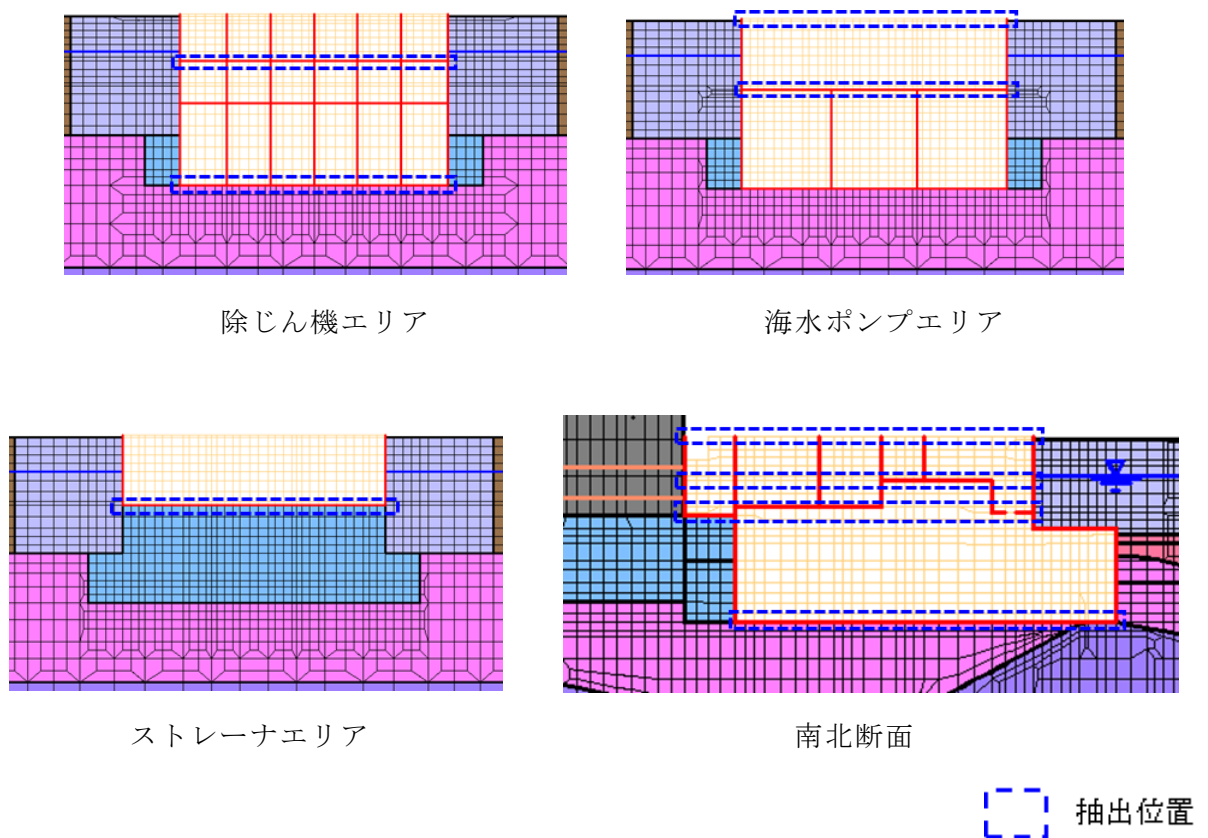 除じん機エリア
海水ポンプエリア
ストレーナエリア
南北断面
抽出位置